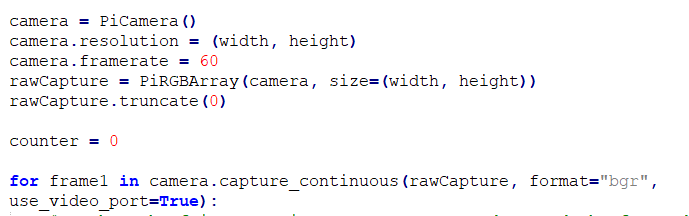 camera = PiCamera()
camera.resolution = (width, height)
camera.framerate = 60
rawCapture = PiRGBArray(camera, size=(width, height))
rawCapture.truncate(0)
counter = 0
for frame1 in camera.capture_continuous(rawCapture, format="bgr",
use_video_port=True):